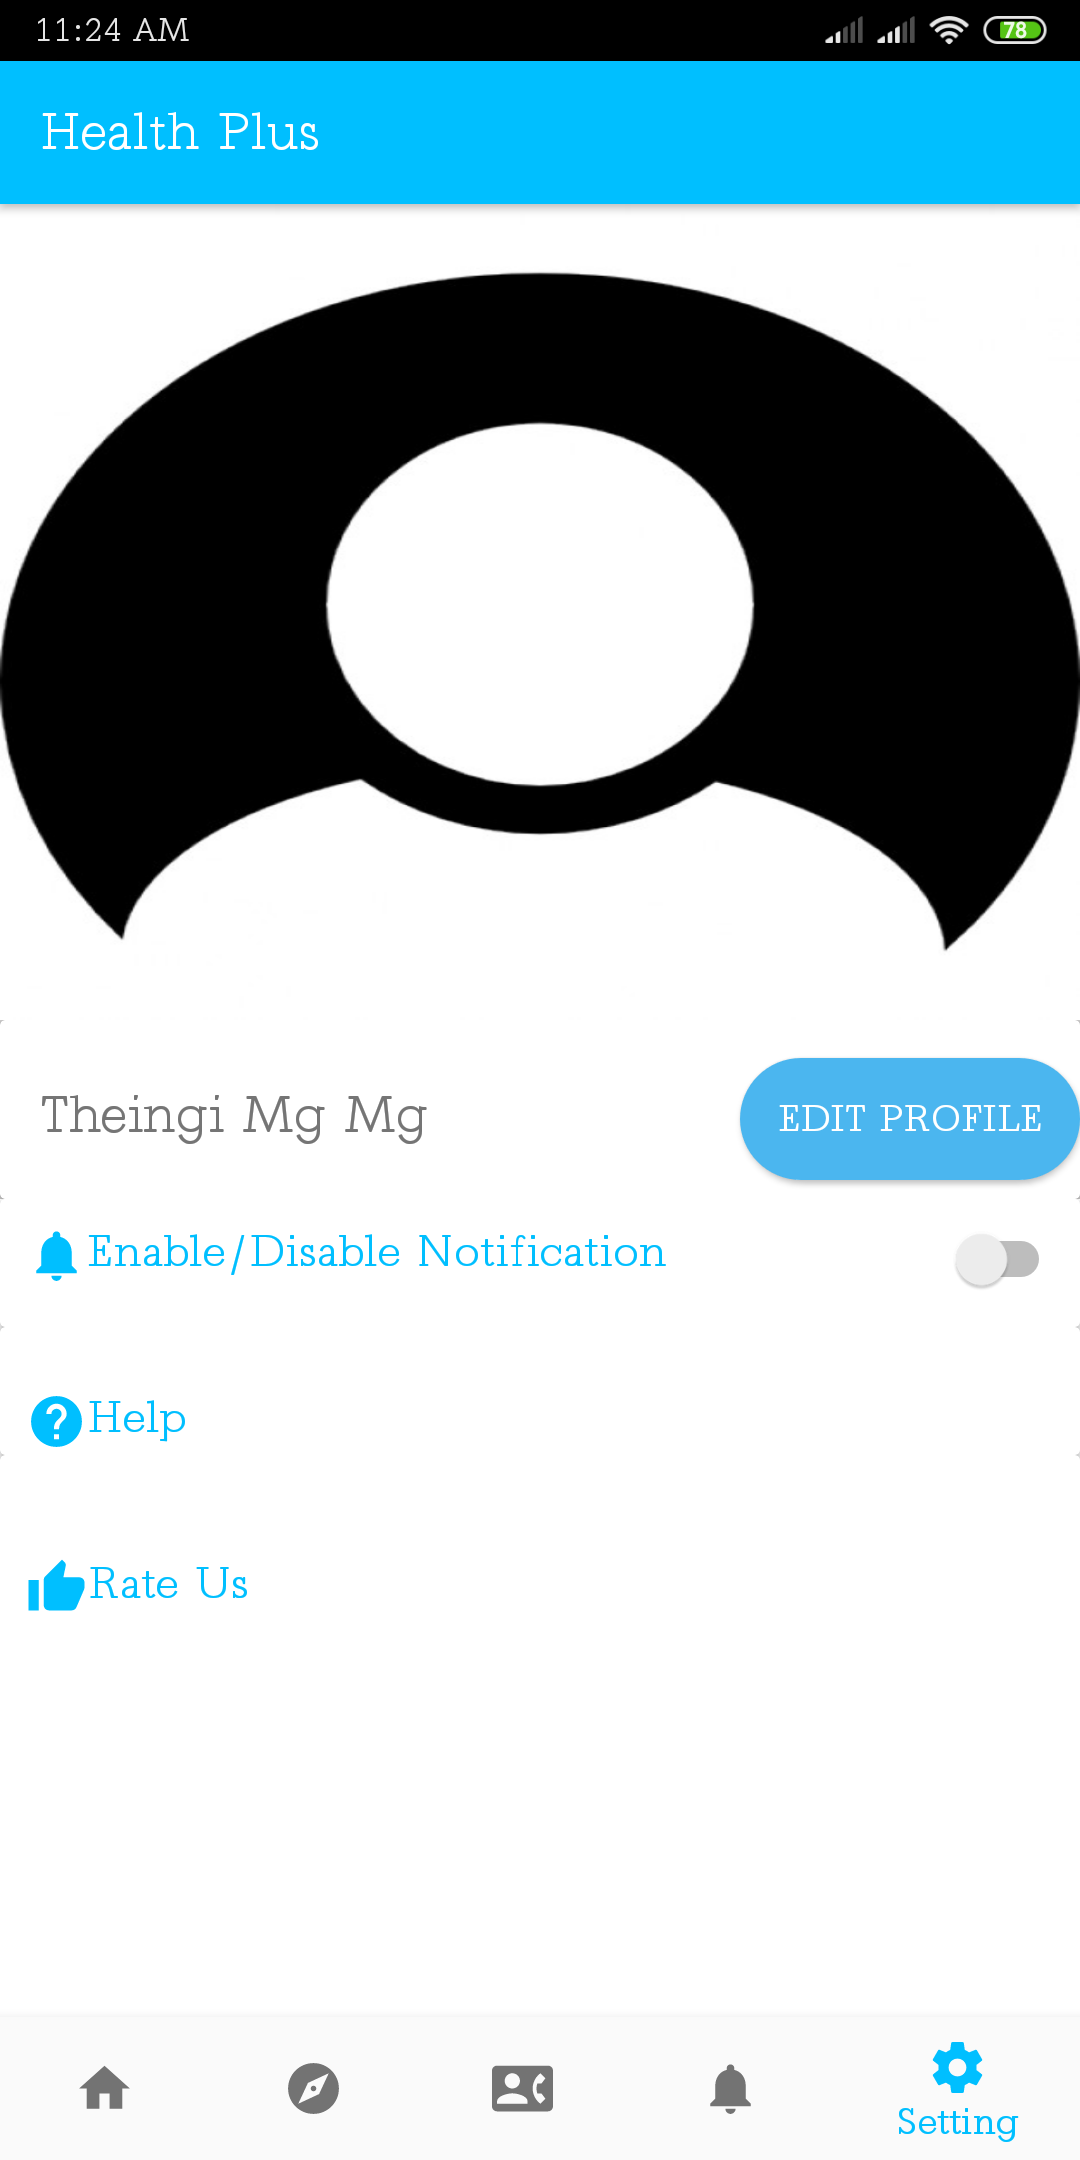 11:24 AM
78
Health Plus
Theingi Mg Mg
EDIT PROFILE
Enable/Disable Notification
Help
Rate Us
Setting